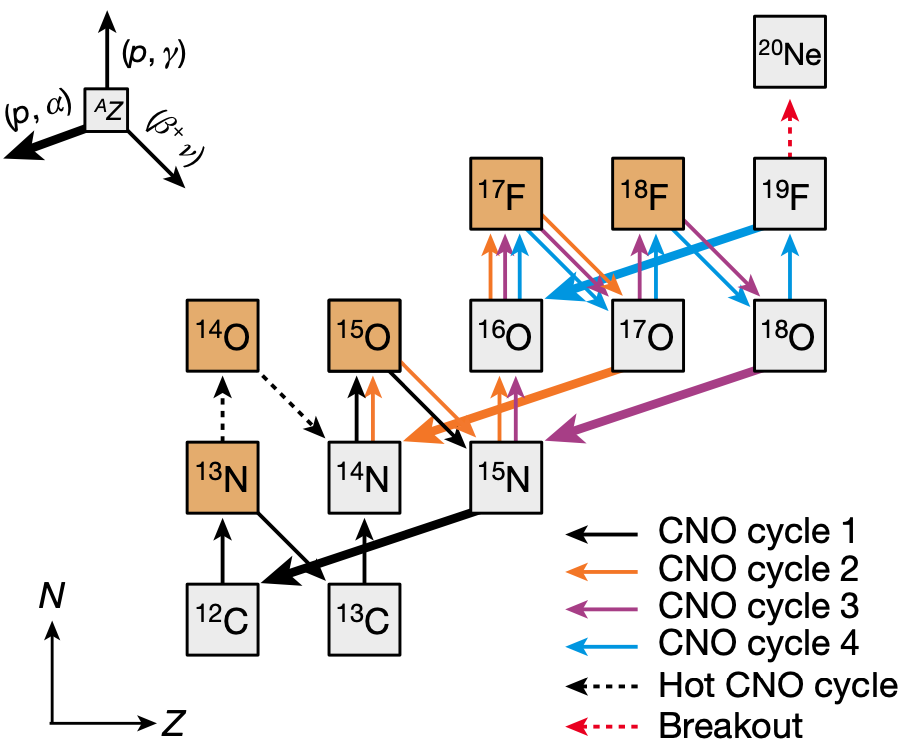 (p, γ)
²⁰Ne
(p, α)
ᴬZ
(β⁺ν)
¹⁷F
¹⁸F
¹⁹F
¹⁴O
¹⁵O
¹⁶O
¹⁷O
¹⁸O
¹³N
¹⁴N
¹⁵N
¹²C
¹³C
CNO cycle 1
CNO cycle 2
CNO cycle 3
CNO cycle 4
Hot CNO cycle
Breakout
N
Z